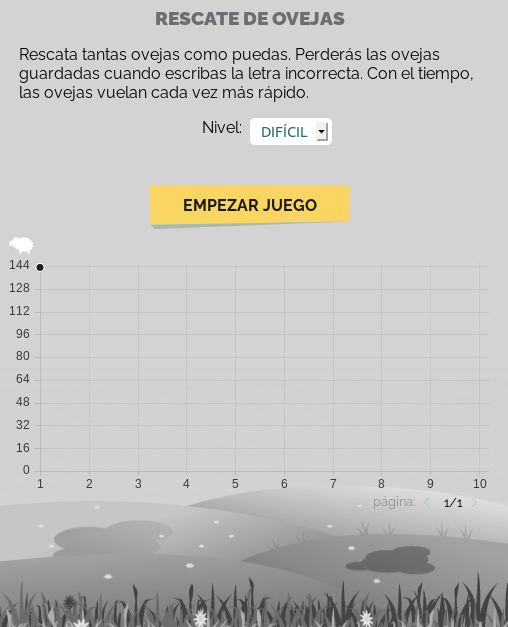 RESCATE DE OVEJAS
Rescata tantas ovejas como puedas. Perderás las ovejas
guardadas cuando escribas la letra incorrecta. Con el tiempo,
las ovejas vuelan cada vez más rápido.
Nivel: DIFÍCIL
EMPEZAR JUEGO
144
128
112
96
80
64
48
32
16
0
1 2 3 4 5 6 7 8 9 10
página: 1/1